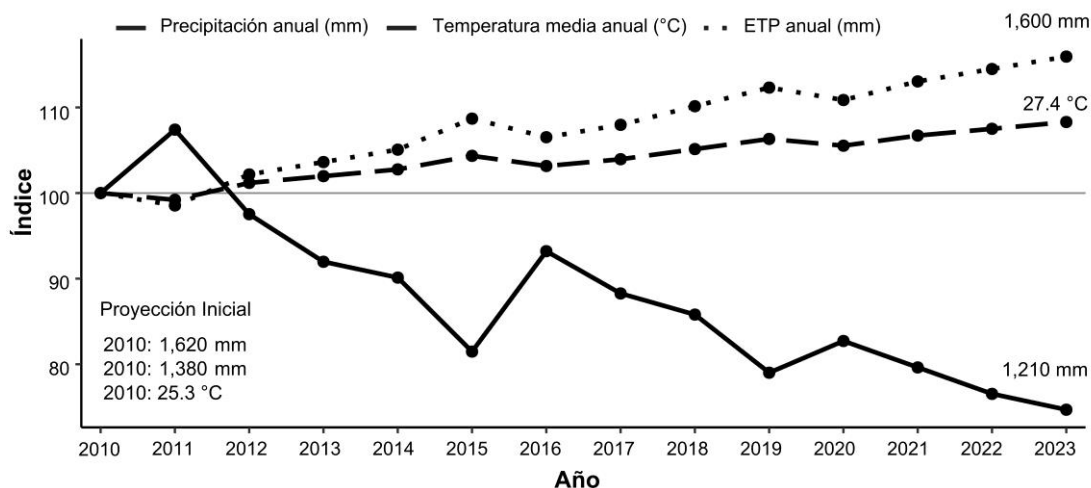 Precipitación anual (mm) Temperatura media anual (°C) ETP anual (mm)
1,600 mm
110
27.4 °C
100
Índice
90
Proyección Inicial
2010: 1,620 mm
2010: 1,380 mm
2010: 25.3 °C
80
1,210 mm
2010 2011 2012 2013 2014 2015 2016 2017 2018 2019 2020 2021 2022 2023
Año